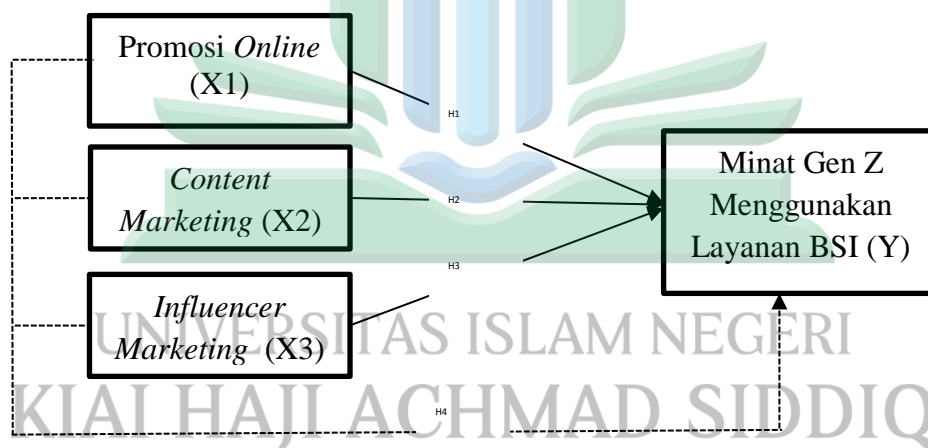 Promosi Online
(X1)
Content
Marketing (X2)
Influencer
Marketing (X3)
H1
H2
H3
H4
Minat Gen Z
Menggunakan
Layanan BSI (Y)
UNIVERSITAS ISLAM NEGERI
KIAI HAJI ACHMAD SIDDIQ